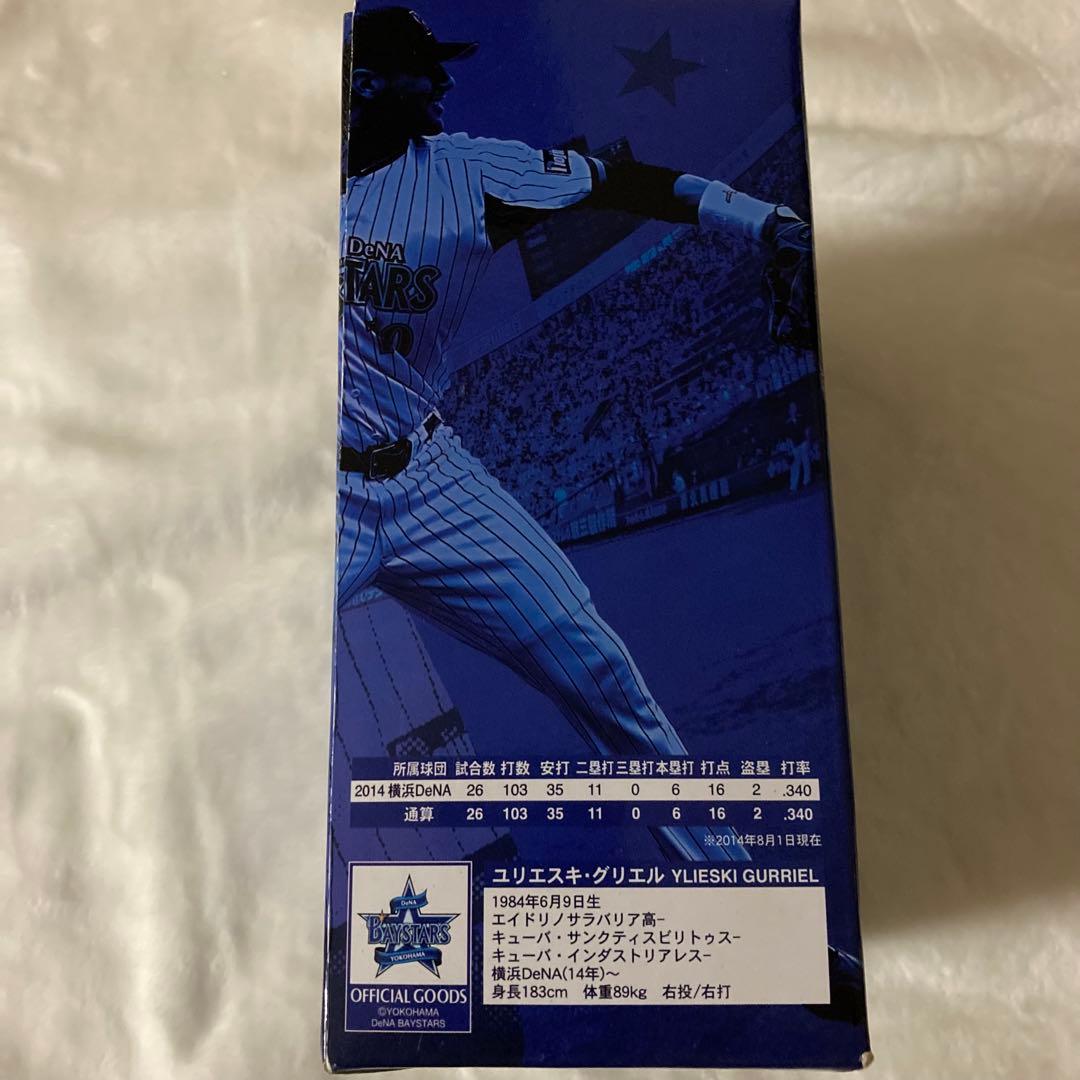 DeNA
STARS
所属球団 試合数 打数 安打 二塁打 三塁打 本塁打 打点 盗塁 打率
2014 横浜DeNA 26 103 35 11 0 6 16 2 .340
通算 26 103 35 11 0 6 16 2 .340
※2014年8月1日現在
ユリエスキ・グリエル YLIESKI GURRIEL
1984年6月9日生
エイドリノサラバリア高−
キューバ・サンクティスピリトゥス−
キューバ・インダストリアレス−
横浜DeNA(14年)〜
身長183cm 体重89kg 右投/右打
DeNA
BAYSTARS
YOKOHAMA
OFFICIAL GOODS
©YOKOHAMA
DeNA BAYSTARS